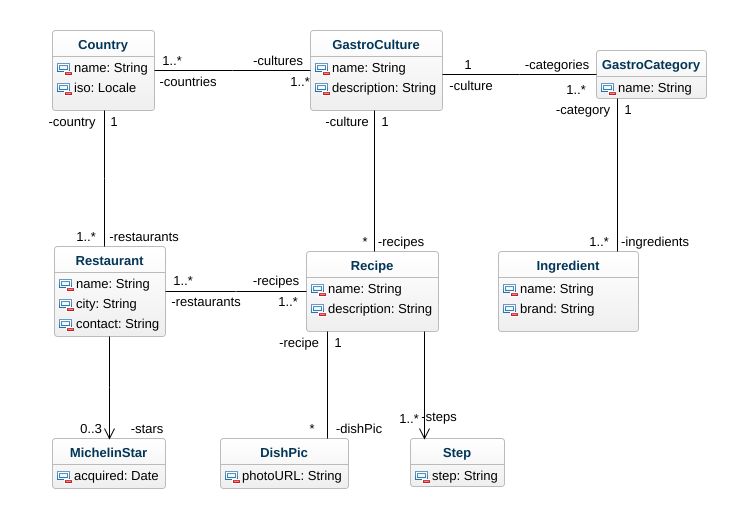 Country
name: String
iso: Locale
1..*
-cultures
-countries
1..*
GastroCulture
name: String
description: String
1
-categories
-culture
1..*
GastroCategory
name: String
-country
1
-culture
1
-category
1
1..*
-restaurants
*
-recipes
1..*
-ingredients
Restaurant
name: String
city: String
contact: String
1..*
-recipes
-restaurants
1..*
Recipe
name: String
description: String
Ingredient
name: String
brand: String
-recipe
1
0..3
-stars
*
-dishPic
1..*
-steps
MichelinStar
acquired: Date
DishPic
photoURL: String
Step
step: String